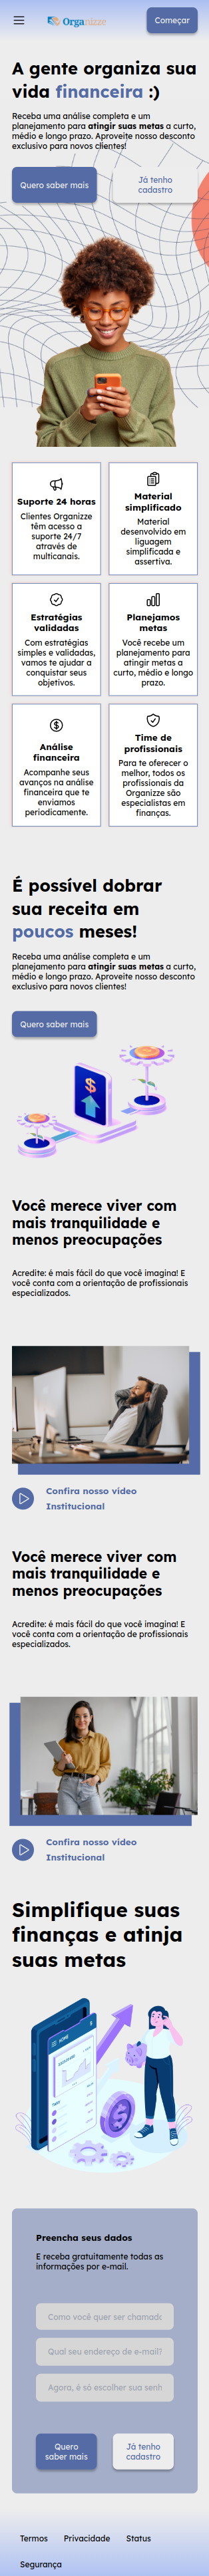 Organizze
Começar
A gente organiza sua
vida financeira :)
Receba uma análise completa e um
planejamento para atingir suas metas a curto,
médio e longo prazo. Aproveite nosso desconto
exclusivo para novos clientes!
Quero saber mais
Já tenho
cadastro
Suporte 24 horas
Clientes Organizze
têm acesso a
suporte 24/7
através de
multicanais.
Material
simplificado
Material
desenvolvido em
liguagem
simplificada e
assertiva.
Estratégias
validadas
Com estratégias
simples e validadas,
vamos te ajudar a
conquistar seus
objetivos.
Planejamos
metas
Você recebe um
planejamento para
atingir metas a
curto, médio e longo
prazo.
Análise
financeira
Acompanhe seus
avanços na análise
financeira que te
enviamos
periodicamente.
Time de
profissionais
Para te oferecer o
melhor, todos os
profissionais da
Organizze são
especialistas em
finanças.
É possível dobrar
sua receita em
poucos meses!
Receba uma análise completa e um
planejamento para atingir suas metas a curto,
médio e longo prazo. Aproveite nosso desconto
exclusivo para novos clientes!
Quero saber mais
$
Você merece viver com
mais tranquilidade e
menos preocupações
Acredite: é mais fácil do que você imagina! E
você conta com a orientação de profissionais
especializados.
Confira nosso vídeo
Institucional
Você merece viver com
mais tranquilidade e
menos preocupações
Acredite: é mais fácil do que você imagina! E
você conta com a orientação de profissionais
especializados.
Confira nosso vídeo
Institucional
Simplifique suas
finanças e atinja
suas metas
HOME
$
Preencha seus dados
E receba gratuitamente todas as
informações por e-mail.
Como você quer ser chamado
Qual seu endereço de e-mail?
Agora, é só escolher sua senh
Quero
saber mais
Já tenho
cadastro
Termos
Privacidade
Status
Segurança